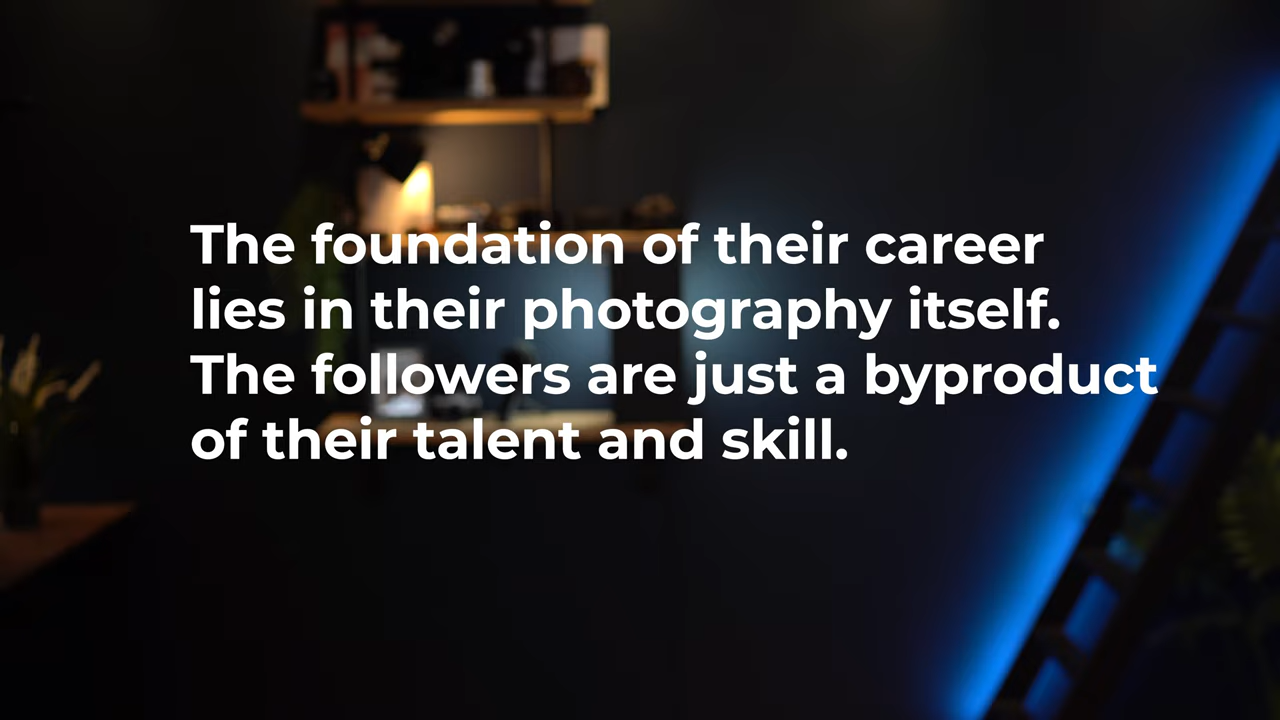 The foundation of their career
lies in their photography itself.
The followers are just a byproduct
of their talent and skill.